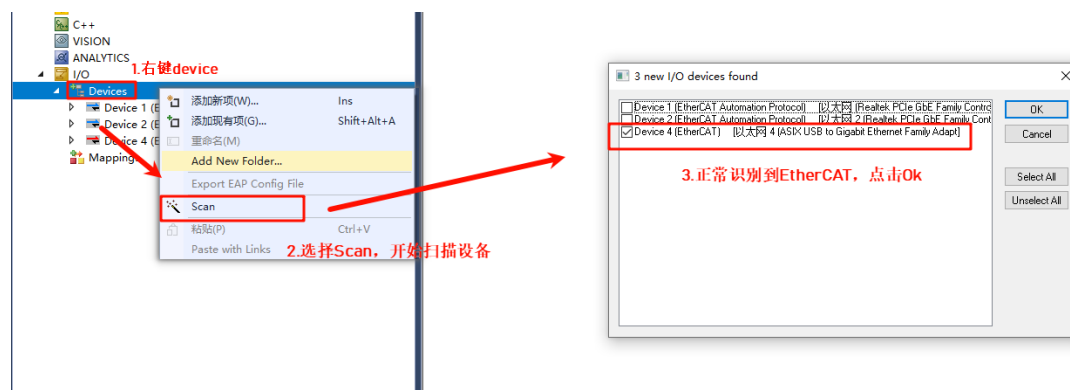 C++
VISION
ANALYTICS
I/O
1.右键device
Devices
Device 1 (E
Device 2 (E
Device 4 (E
Mapping
添加新项(W)... Ins
添加现有项(G)... Shift+Alt+A
重命名(M)
Add New Folder...
Export EAP Config File
Scan
粘贴(P) Ctrl+V
Paste with Links
2.选择Scan，开始扫描设备
3 new I/O devices found
Device 1 (EtherCAT Automation Protocol) [以太网 (Realtek PCIe GbE Family Contro
Device 2 (EtherCAT Automation Protocol) [以太网 2 (Realtek PCIe GbE Family Cont
Device 4 (EtherCAT) [以太网 4 (ASIX USB to Gigabit Ethernet Family Adapt]
OK
Cancel
Select All
Unselect All
3.正常识别到EtherCAT，点击Ok